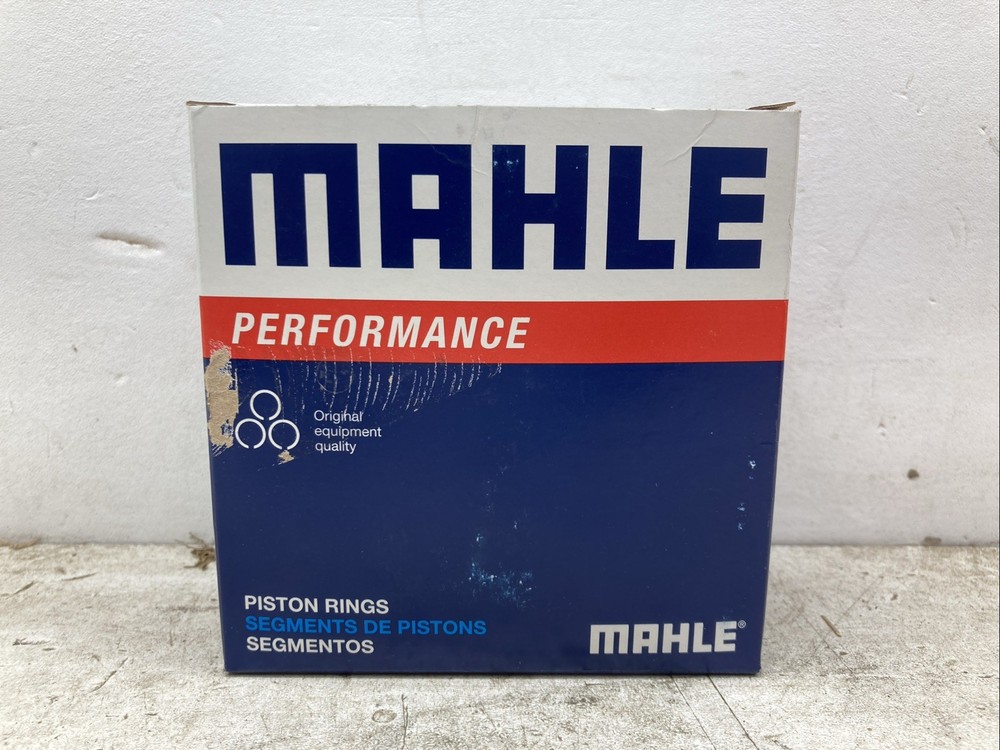 MAHLE
PERFORMANCE
Original
equipment
quality
PISTON RINGS
SEGMENTS DE PISTONS
SEGMENTOS
MAHLE®